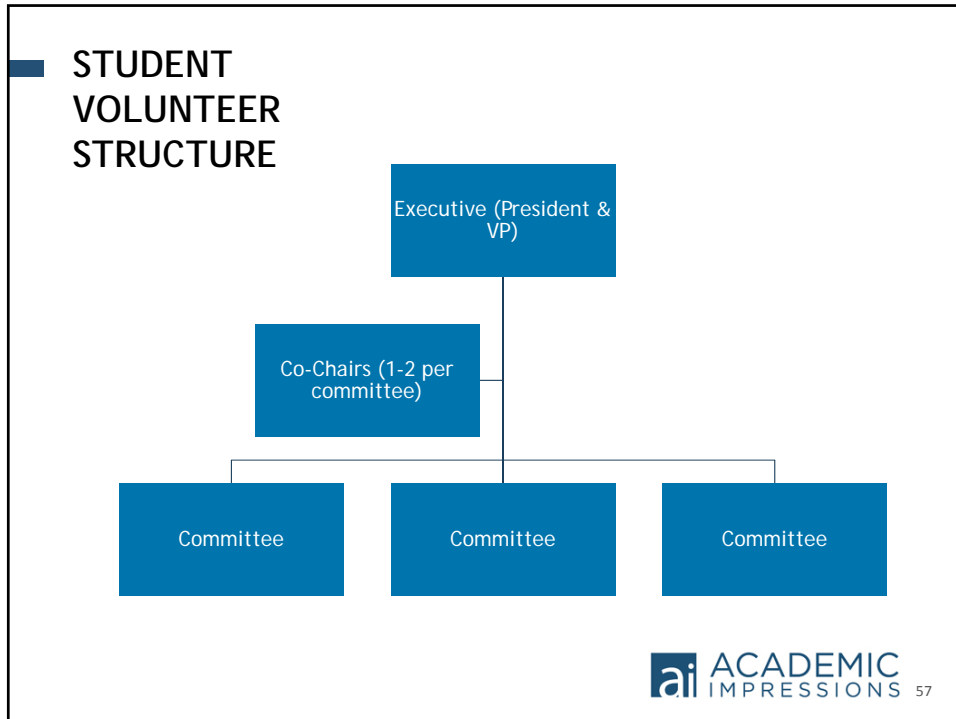 STUDENT
VOLUNTEER
STRUCTURE
Executive (President &
VP)
Co-Chairs (1-2 per
committee)
Committee
Committee
Committee
ai ACADEMIC
IMPRESSIONS
57